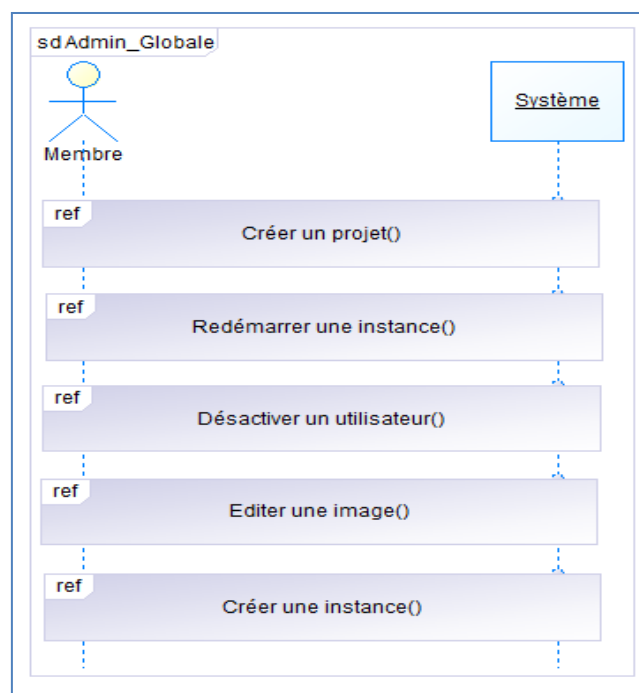 sd Admin_Globale
Membre
Système
ref
Créer un projet()
ref
Redémarrer une instance()
ref
Désactiver un utilisateur()
ref
Editer une image()
ref
Créer une instance()